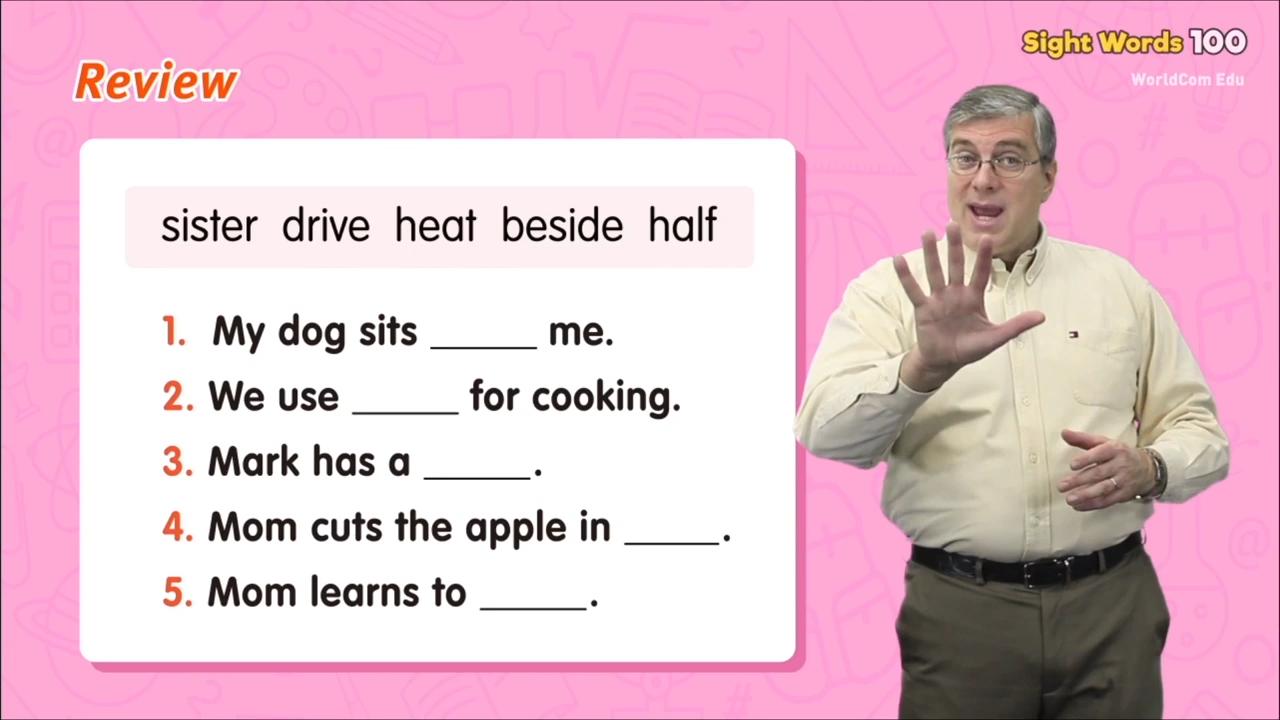 Sight Words 100
WorldCom Edu
Review
sister drive heat beside half
1. My dog sits ______ me.
2. We use ______ for cooking.
3. Mark has a ______.
4. Mom cuts the apple in _____.
5. Mom learns to ______.